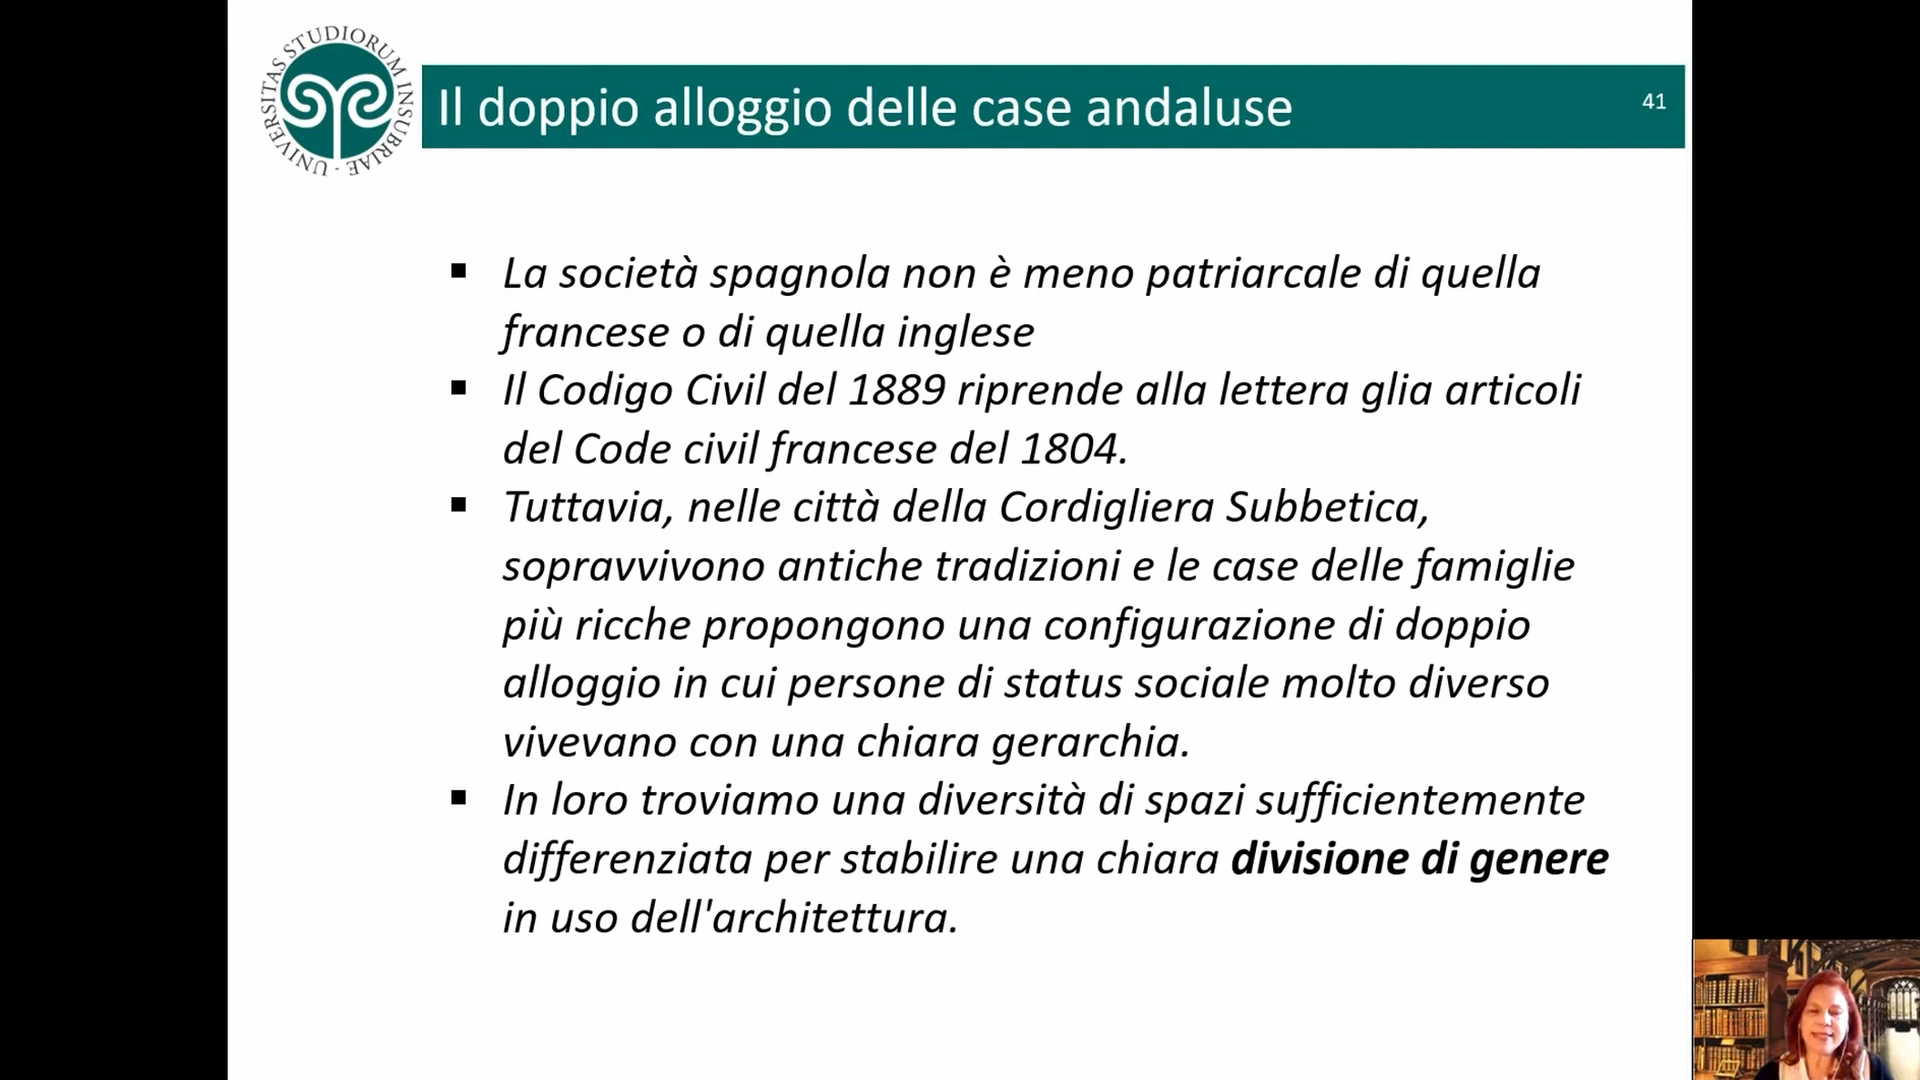 UNIVERSITAS STUDIORUM INSUBRIAE
Il doppio alloggio delle case andaluse
41
▪ La società spagnola non è meno patriarcale di quella
francese o di quella inglese
▪ Il Codigo Civil del 1889 riprende alla lettera glia articoli
del Code civil francese del 1804.
▪ Tuttavia, nelle città della Cordigliera Subbetica,
sopravvivono antiche tradizioni e le case delle famiglie
più ricche propongono una configurazione di doppio
alloggio in cui persone di status sociale molto diverso
vivevano con una chiara gerarchia.
▪ In loro troviamo una diversità di spazi sufficientemente
differenziata per stabilire una chiara divisione di genere
in uso dell'architettura.